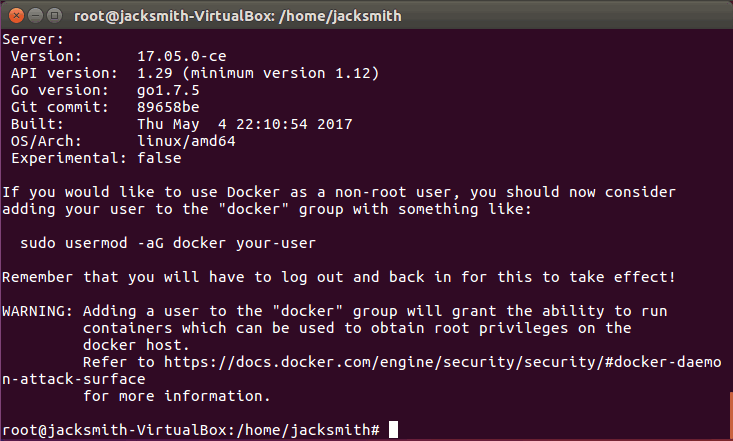 root@jacksmith-VirtualBox: /home/jacksmith
Server:
 Version:      17.05.0-ce
 API version:  1.29 (minimum version 1.12)
 Go version:   go1.7.5
 Git commit:   89658be
 Built:        Thu May  4 22:10:54 2017
 OS/Arch:      linux/amd64
 Experimental: false

If you would like to use Docker as a non-root user, you should now consider
adding your user to the "docker" group with something like:

  sudo usermod -aG docker your-user

Remember that you will have to log out and back in for this to take effect!

WARNING: Adding a user to the "docker" group will grant the ability to run
         containers which can be used to obtain root privileges on the
         docker host.
         Refer to https://docs.docker.com/engine/security/security/#docker-daemo
n-attack-surface
         for more information.

root@jacksmith-VirtualBox:/home/jacksmith#